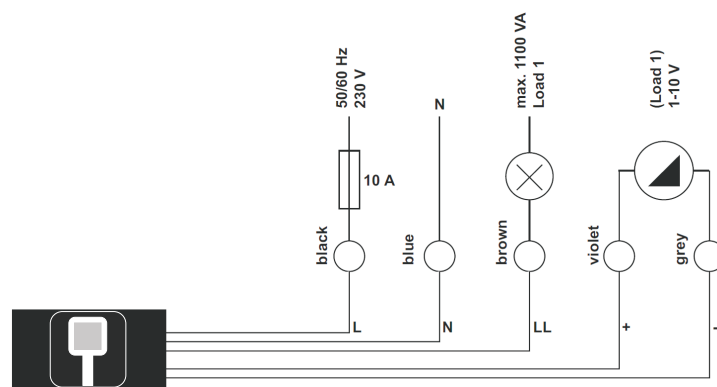 50/60 Hz
230 V
N
max. 1100 VA
Load 1
(Load 1)
1-10 V
10 A
black
blue
brown
violet
grey
L
N
LL
+
-